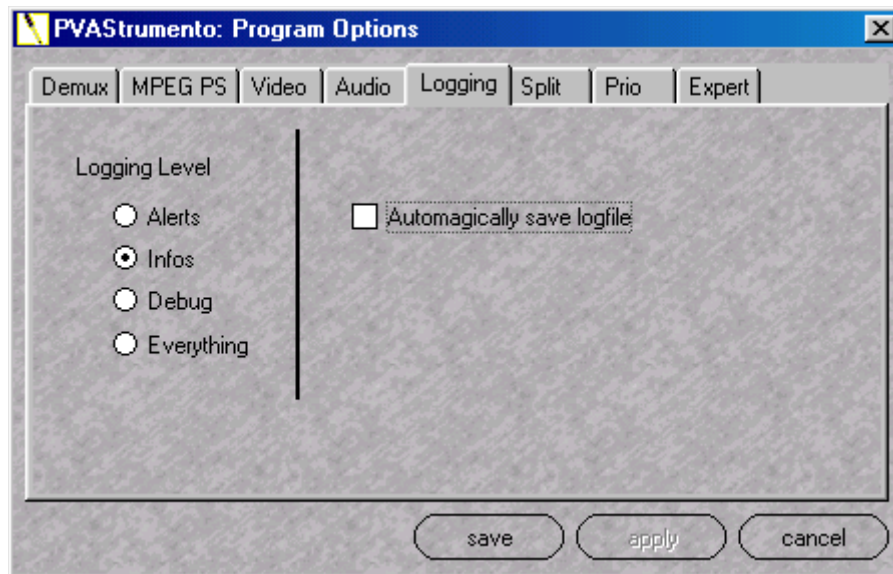 PVAStrumento: Program Options
Demux MPEG PS Video Audio Logging Split Prio Expert
Logging Level
Alerts
Automagically save logfile
Infos
Debug
Everything
save apply cancel